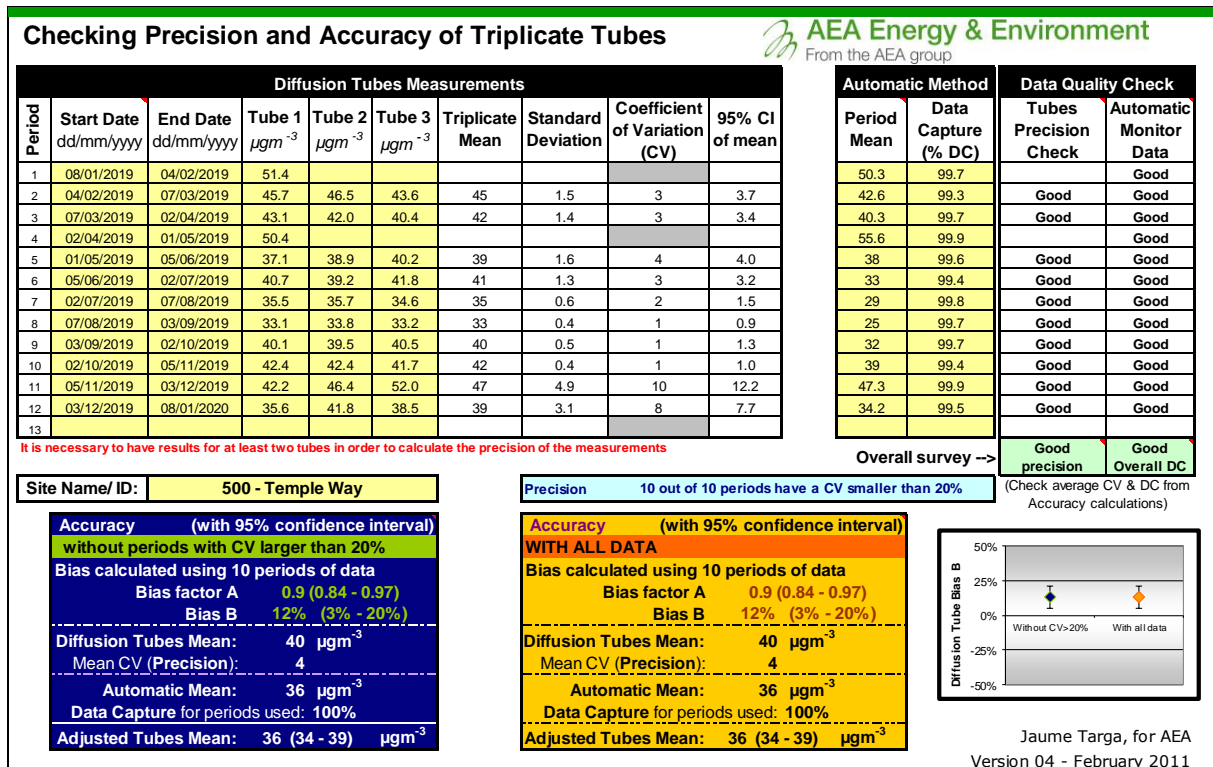 Checking Precision and Accuracy of Triplicate Tubes
AEA Energy & Environment
From the AEA group
Diffusion Tubes Measurements
Automatic Method
Data Quality Check
Period Start Date dd/mm/yyyy End Date dd/mm/yyyy Tube 1 µgm-3 Tube 2 µgm-3 Tube 3 µgm-3 Triplicate Mean Standard Deviation Coefficient of Variation (CV) 95% CI of mean Period Mean Data Capture (% DC) Tubes Precision Check Automatic Monitor Data
1 08/01/2019 04/02/2019 51.4 50.3 99.7 Good
2 04/02/2019 07/03/2019 45.7 46.5 43.6 45 1.5 3 3.7 42.6 99.3 Good Good
3 07/03/2019 02/04/2019 43.1 42.0 40.4 42 1.4 3 3.4 40.3 99.7 Good Good
4 02/04/2019 01/05/2019 50.4 55.6 99.9 Good
5 01/05/2019 05/06/2019 37.1 38.9 40.2 39 1.6 4 4.0 38 99.6 Good Good
6 05/06/2019 02/07/2019 40.7 39.2 41.8 41 1.3 3 3.2 33 99.4 Good Good
7 02/07/2019 07/08/2019 35.5 35.7 34.6 35 0.6 2 1.5 29 99.8 Good Good
8 07/08/2019 03/09/2019 33.1 33.8 33.2 33 0.4 1 0.9 25 99.7 Good Good
9 03/09/2019 02/10/2019 40.1 39.5 40.5 40 0.5 1 1.3 32 99.7 Good Good
10 02/10/2019 05/11/2019 42.4 42.4 41.7 42 0.4 1 1.0 39 99.4 Good Good
11 05/11/2019 03/12/2019 42.2 46.4 52.0 47 4.9 10 12.2 47.3 99.9 Good Good
12 03/12/2019 08/01/2020 35.6 41.8 38.5 39 3.1 8 7.7 34.2 99.5 Good Good
13
It is necessary to have results for at least two tubes in order to calculate the precision of the measurements
Overall survey --> Good precision Good Overall DC
Site Name/ ID: 500 - Temple Way
Precision 10 out of 10 periods have a CV smaller than 20%
(Check average CV & DC from
Accuracy calculations)
Accuracy (with 95% confidence interval)
without periods with CV larger than 20%
Bias calculated using 10 periods of data
Bias factor A 0.9 (0.84 - 0.97)
Bias B 12% (3% - 20%)
Diffusion Tubes Mean: 40 µgm-3
Mean CV (Precision): 4
Automatic Mean: 36 µgm-3
Data Capture for periods used: 100%
Adjusted Tubes Mean: 36 (34 - 39) µgm-3
Accuracy (with 95% confidence interval)
WITH ALL DATA
Bias calculated using 10 periods of data
Bias factor A 0.9 (0.84 - 0.97)
Bias B 12% (3% - 20%)
Diffusion Tubes Mean: 40 µgm-3
Mean CV (Precision): 4
Automatic Mean: 36 µgm-3
Data Capture for periods used: 100%
Adjusted Tubes Mean: 36 (34 - 39) µgm-3
Diffusion Tube Bias B
50%
25%
0%
-25%
-50%
Without CV>20%
With all data
Jaume Targa, for AEA
Version 04 - February 2011